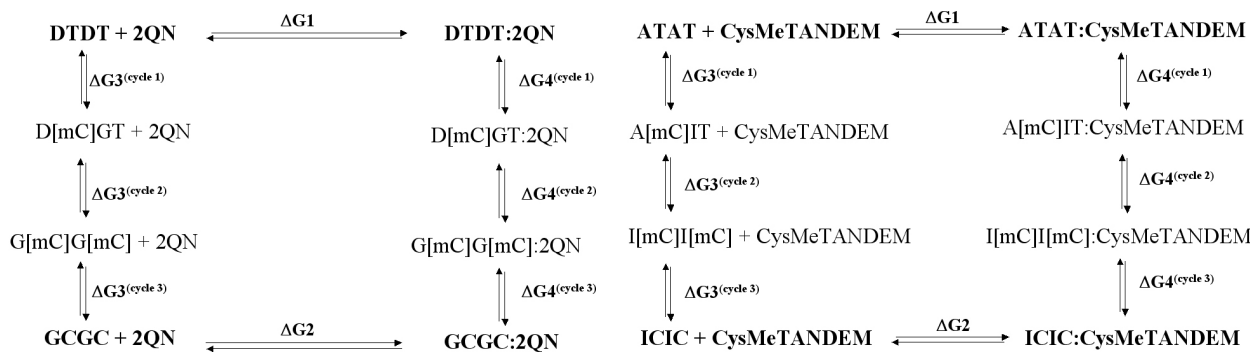 DTDT + 2QN ΔG1 DTDT:2QN
ΔG3(cycle 1) ΔG4(cycle 1)
D[mC]GT + 2QN D[mC]GT:2QN
ΔG3(cycle 2) ΔG4(cycle 2)
G[mC]G[mC] + 2QN G[mC]G[mC]:2QN
ΔG3(cycle 3) ΔG4(cycle 3)
GCGC + 2QN ΔG2 GCGC:2QN
ATAT + CysMeTANDEM ΔG1 ATAT:CysMeTANDEM
ΔG3(cycle 1) ΔG4(cycle 1)
A[mC]IT + CysMeTANDEM A[mC]IT:CysMeTANDEM
ΔG3(cycle 2) ΔG4(cycle 2)
I[mC]I[mC] + CysMeTANDEM I[mC]I[mC]:CysMeTANDEM
ΔG3(cycle 3) ΔG4(cycle 3)
ICIC + CysMeTANDEM ΔG2 ICIC:CysMeTANDEM